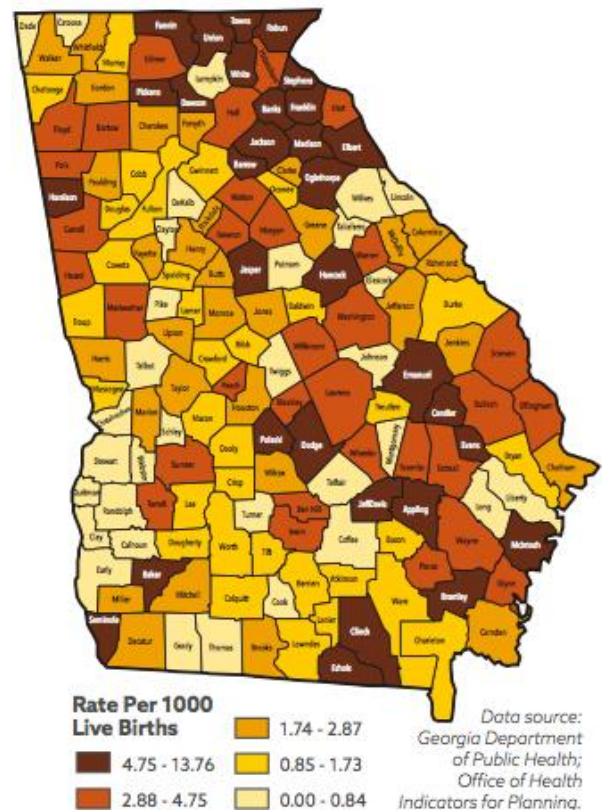 Dade
Catoosa
Fannin
Towns
Rabun
Union
Whitfield
Murray
Walker
Gilmer
White
Lumpkin
Stephens
Chattooga
Gordon
Pickens
Dawson
Banks
Franklin
Hart
Hall
Floyd
Bartow
Cherokee
Forsyth
Jackson
Madison
Elbert
Polk
Barrow
Paulding
Cobb
Gwinnett
Clarke
Oglethorpe
Oconee
Wilkes
Lincoln
Haralson
Douglas
Fulton
DeKalb
Walton
Rockdale
Morgan
Greene
Taliaferro
Carroll
Clayton
Newton
Columbia
McDuffie
Warren
Richmond
Fayette
Henry
Coweta
Heard
Spalding
Butts
Jasper
Putnam
Hancock
Glascock
Troup
Meriwether
Pike
Lamar
Monroe
Jones
Baldwin
Washington
Jefferson
Burke
Upson
Harris
Talbot
Crawford
Bibb
Wilkinson
Johnson
Jenkins
Screven
Twiggs
Emanuel
Muscogee
Taylor
Peach
Laurens
Chattahoochee
Marion
Macon
Houston
Bleckley
Treutlen
Candler
Bulloch
Effingham
Schley
Pulaski
Dodge
Evans
Stewart
Webster
Sumter
Dooly
Wheeler
Montgomery
Toombs
Tattnall
Bryan
Chatham
Crisp
Wilcox
Telfair
Quitman
Randolph
Terrell
Lee
Turner
Ben Hill
Jeff Davis
Appling
Long
Liberty
Irwin
Coffee
Bacon
Wayne
McIntosh
Clay
Calhoun
Dougherty
Worth
Tift
Early
Baker
Pierce
Atkinson
Berrien
Ware
Brantley
Glynn
Miller
Mitchell
Colquitt
Cook
Lanier
Clinch
Charlton
Camden
Seminole
Decatur
Grady
Thomas
Brooks
Lowndes
Echols
Rate Per 1000
Live Births
4.75 - 13.76
2.88 - 4.75
1.74 - 2.87
0.85 - 1.73
0.00 - 0.84
Data source:
Georgia Department
of Public Health;
Office of Health
Indicators for Planning.